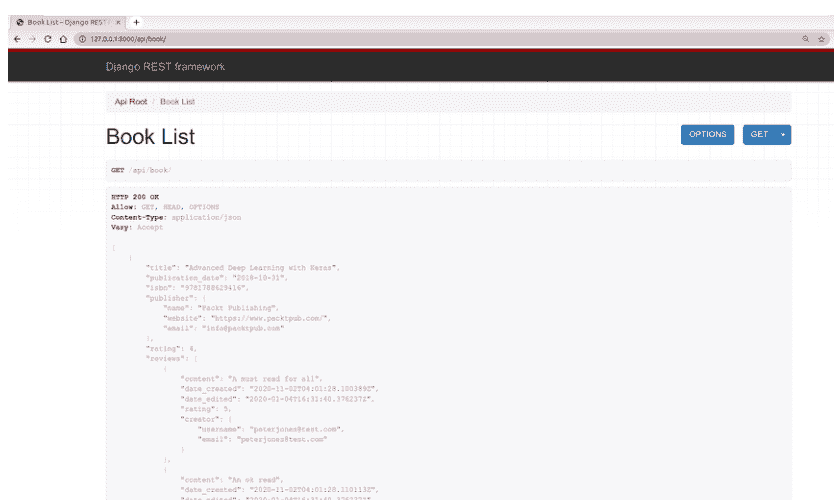 Book List – Django REST
127.0.0.1:8000/api/book/
Django REST framework
Api Root / Book List
Book List
OPTIONS
GET
GET /api/book/
HTTP 200 OK
Allow: GET, HEAD, OPTIONS
Content-Type: application/json
Vary: Accept
[
{
"title": "Advanced Deep Learning with Keras",
"publication_date": "2018-10-31",
"isbn": "9781788629416",
"publisher": {
"name": "Packt Publishing",
"website": "https://www.packtpub.com/",
"email": "info@packtpub.com"
},
"rating": 4,
"reviews": [
{
"content": "A must read for all",
"date_created": "2020-11-02T04:01:28.100389Z",
"date_edited": "2020-01-04T16:31:40.376237Z",
"rating": 5,
"creator": {
"username": "peterjones@test.com",
"email": "peterjones@test.com"
}
},
{
"content": "An ok read",
"date_created": "2020-11-02T04:01:28.110113Z",